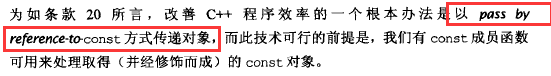 为如条款 20 所言，改善 C++ 程序效率的一个根本办法是以 pass by
reference-to-const 方式传递对象，而此技术可行的前提是，我们有 const 成员函数
可用来处理取得（并经修饰而成）的 const 对象。